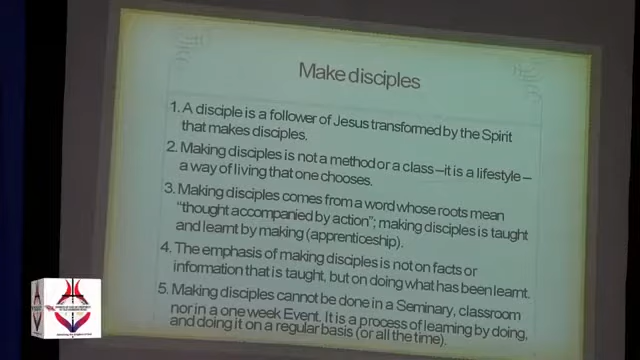 Make disciples
1. A disciple is a follower of Jesus transformed by the Spirit
that makes disciples.
2. Making disciples is not a method or a class – it is a lifestyle –
a way of living that one chooses.
3. Making disciples comes from a word whose roots mean
"thought accompanied by action"; making disciples is taught
and learnt by making (apprenticeship).
4. The emphasis of making disciples is not on facts or
information that is taught, but on doing what has been learnt.
5. Making disciples cannot be done in a Seminary, classroom
nor in a one week Event. It is a process of learning by doing,
and doing it on a regular basis (or all the time).